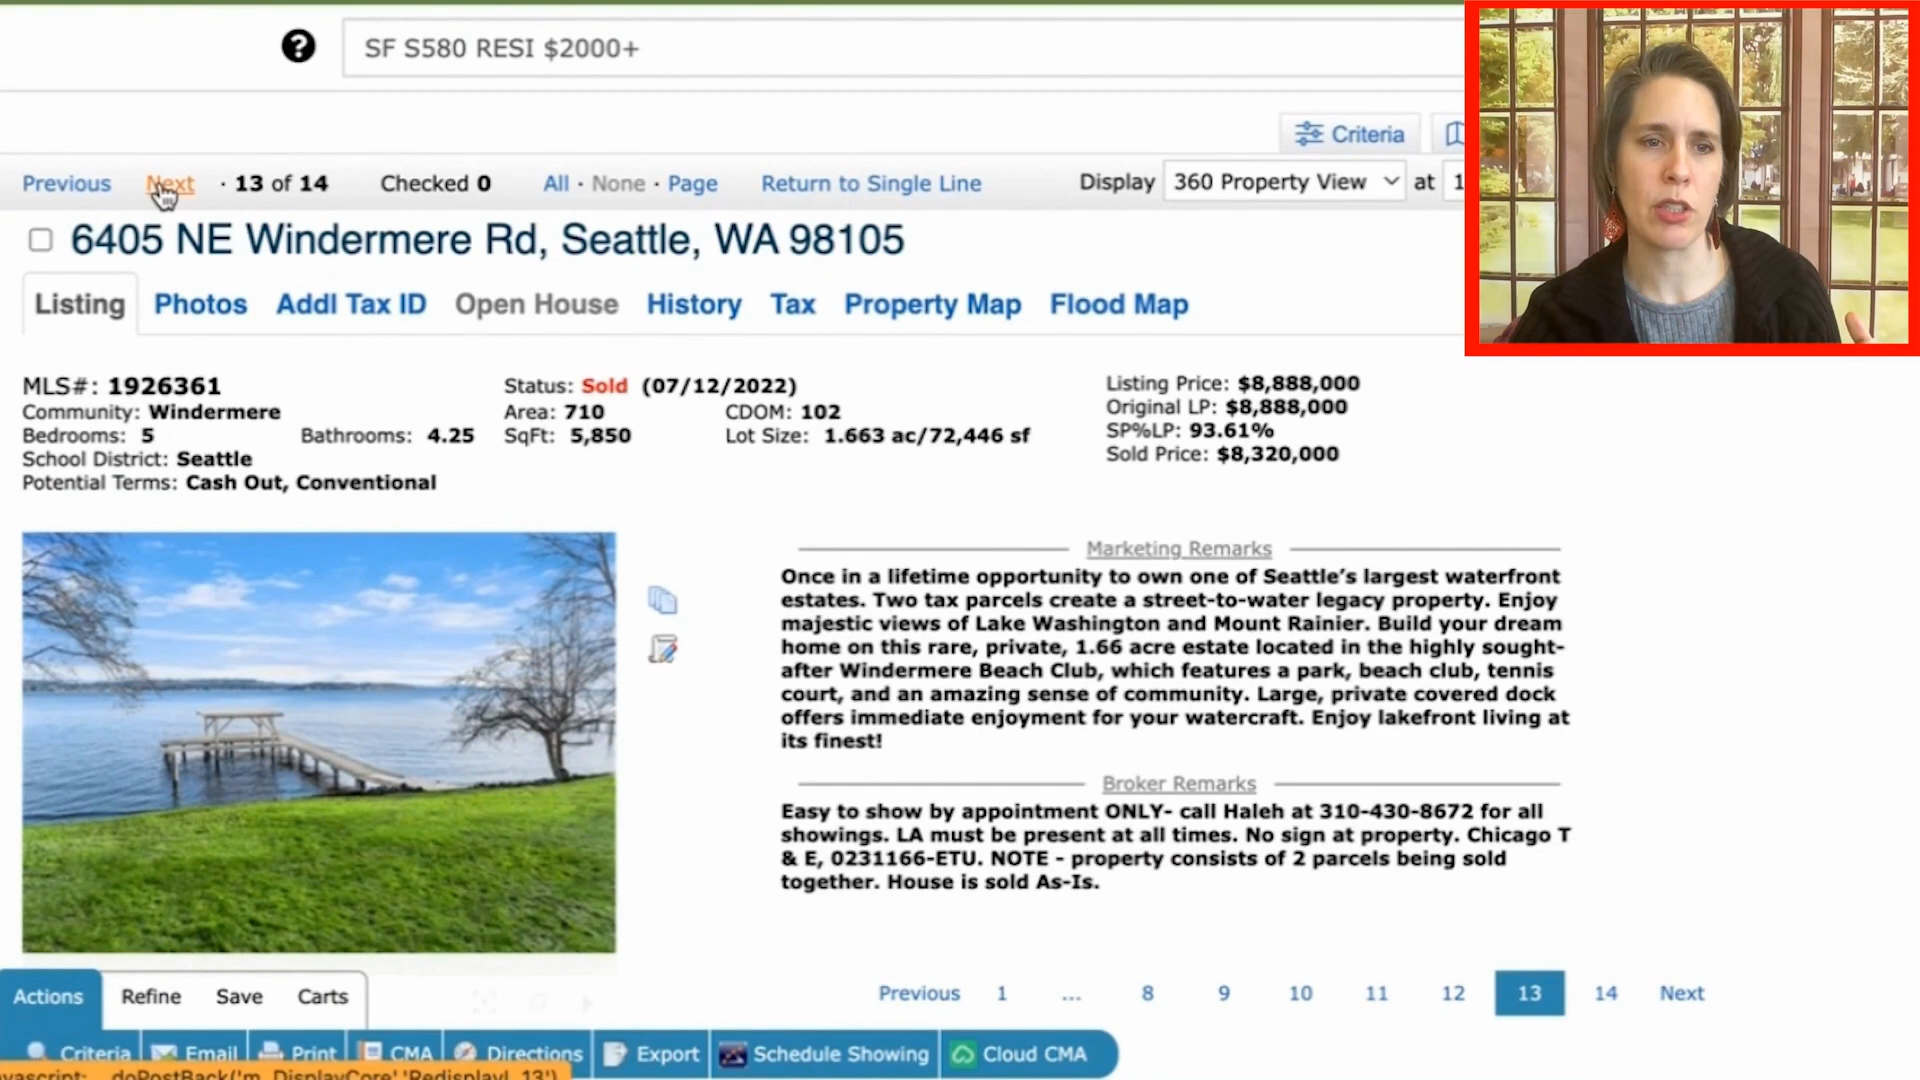 SF S580 RESI $2000+
Criteria
Previous Next · 13 of 14 Checked 0 All · None · Page Return to Single Line Display 360 Property View at 1
6405 NE Windermere Rd, Seattle, WA 98105
Listing Photos Addl Tax ID Open House History Tax Property Map Flood Map
MLS#: 1926361 Status: Sold (07/12/2022) Listing Price: $8,888,000
Community: Windermere Area: 710 CDOM: 102 Original LP: $8,888,000
Bedrooms: 5 Bathrooms: 4.25 SqFt: 5,850 Lot Size: 1.663 ac/72,446 sf SP%LP: 93.61%
School District: Seattle Sold Price: $8,320,000
Potential Terms: Cash Out, Conventional
Marketing Remarks
Once in a lifetime opportunity to own one of Seattle's largest waterfront
estates. Two tax parcels create a street-to-water legacy property. Enjoy
majestic views of Lake Washington and Mount Rainier. Build your dream
home on this rare, private, 1.66 acre estate located in the highly sought-
after Windermere Beach Club, which features a park, beach club, tennis
court, and an amazing sense of community. Large, private covered dock
offers immediate enjoyment for your watercraft. Enjoy lakefront living at
its finest!
Broker Remarks
Easy to show by appointment ONLY- call Haleh at 310-430-8672 for all
showings. LA must be present at all times. No sign at property. Chicago T
& E, 0231166-ETU. NOTE - property consists of 2 parcels being sold
together. House is sold As-Is.
Previous 1 ... 8 9 10 11 12 13 14 Next
Actions Refine Save Carts
Criteria Email Print CMA Directions Export Schedule Showing Cloud CMA